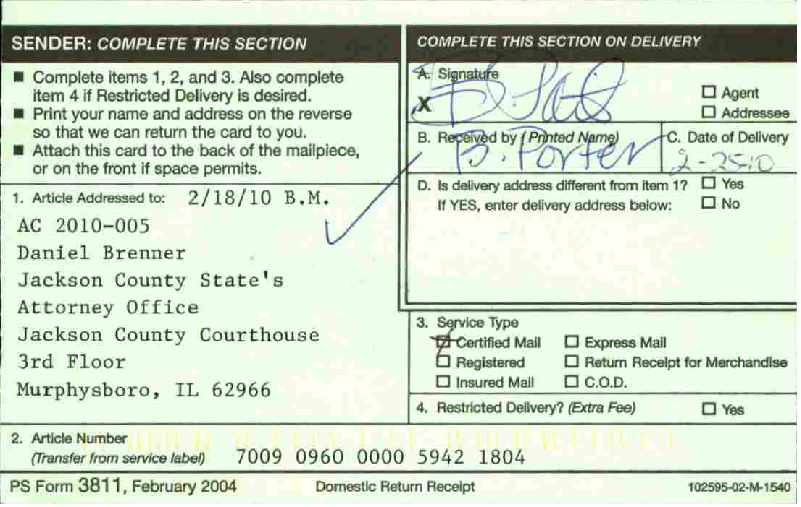 SENDER: COMPLETE THIS SECTION
■ Complete items 1, 2, and 3. Also complete
item 4 if Restricted Delivery is desired.
■ Print your name and address on the reverse
so that we can return the card to you.
■ Attach this card to the back of the mailpiece,
or on the front if space permits.
1. Article Addressed to: 2/18/10 B.M.
AC 2010-005
Daniel Brenner
Jackson County State's
Attorney Office
Jackson County Courthouse
3rd Floor
Murphysboro, IL 62966
2. Article Number
(Transfer from service label) 7009 0960 0000 5942 1804
COMPLETE THIS SECTION ON DELIVERY
A. Signature
X
☐ Agent
☐ Addressee
B. Received by (Printed Name)
B. Porter
C. Date of Delivery
2-25-10
D. Is delivery address different from item 1? ☐ Yes
If YES, enter delivery address below: ☐ No
3. Service Type
☑ Certified Mail ☐ Express Mail
☐ Registered ☐ Return Receipt for Merchandise
☐ Insured Mail ☐ C.O.D.
4. Restricted Delivery? (Extra Fee) ☐ Yes
PS Form 3811, February 2004 Domestic Return Receipt 102595-02-M-1540